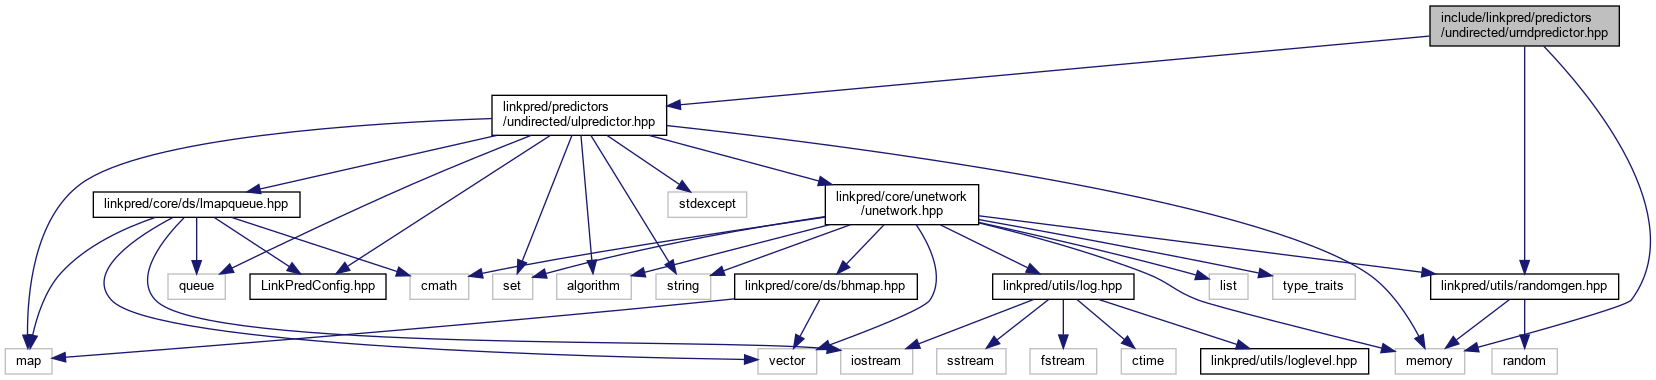 include/linkpred/predictors
/undirected/urndpredictor.hpp
linkpred/predictors
/undirected/ulpredictor.hpp
linkpred/core/ds/lmapqueue.hpp
stdexcept
linkpred/core/unetwork
/unetwork.hpp
queue
LinkPredConfig.hpp
cmath
set
algorithm
string
linkpred/core/ds/bhmap.hpp
linkpred/utils/log.hpp
list
type_traits
linkpred/utils/randomgen.hpp
map
vector
iostream
sstream
fstream
ctime
linkpred/utils/loglevel.hpp
memory
random